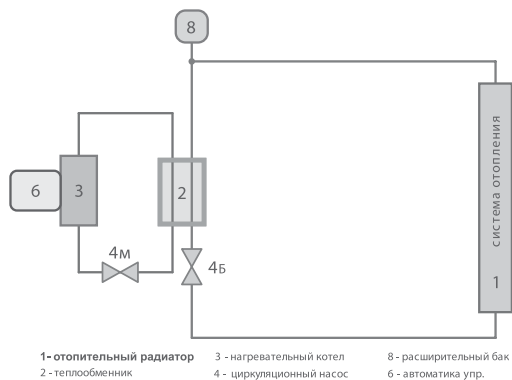 8
система отопления
6
3
2
4м
4Б
1
1- отопительный радиатор 3 - нагревательный котел 8 - расширительный бак
2 - теплообменник 4 - циркуляционный насос 6 - автоматика упр.